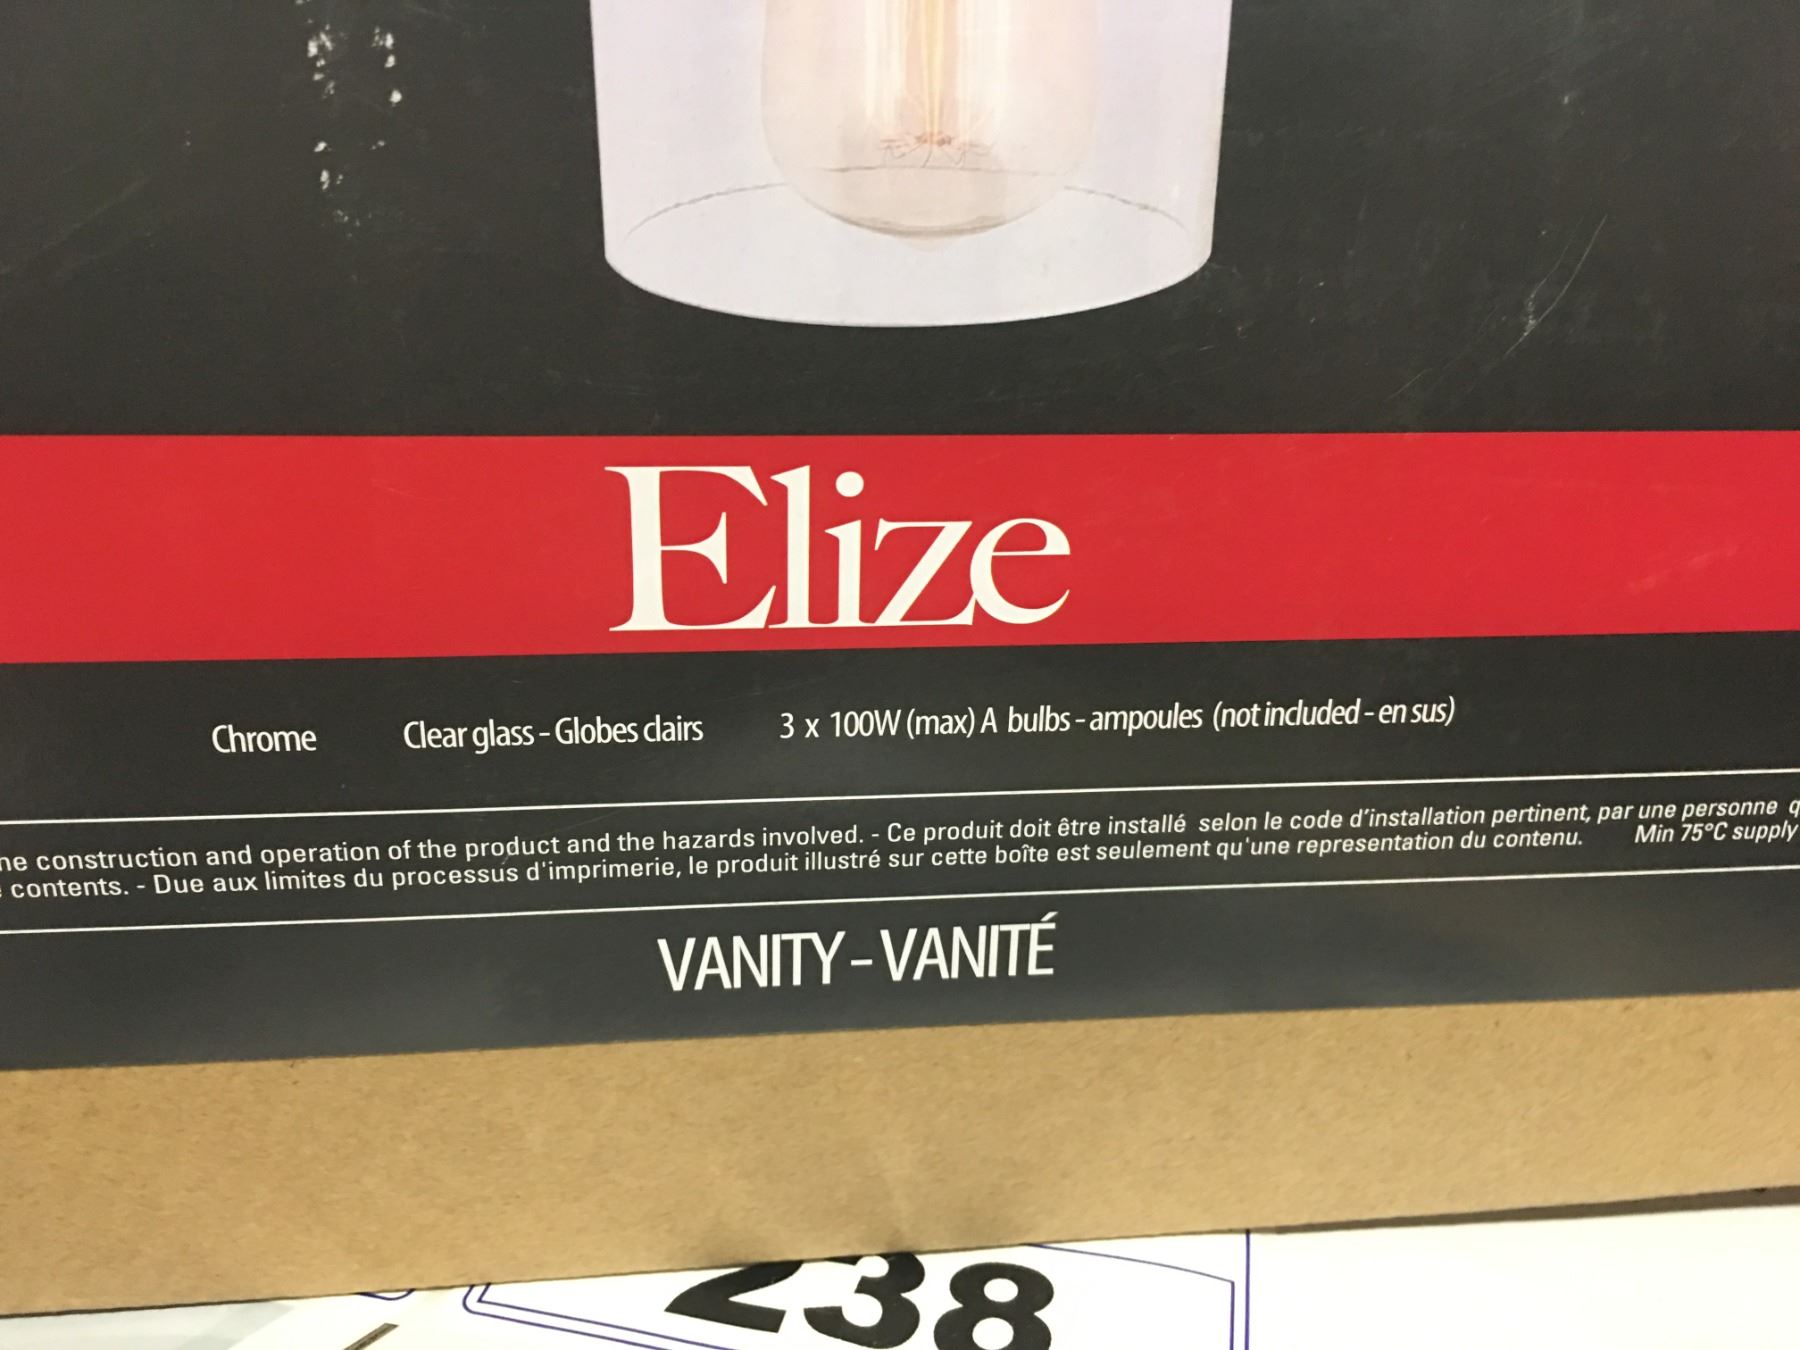 Elize
Chrome Clear glass - Globes clairs 3 x 100W (max) A bulbs - ampoules (not included - en sus)
construction and operation of the product and the hazards involved. - Ce produit doit être installé selon le code d'installation pertinent, par une personne
contents. - Due aux limites du processus d'imprimerie, le produit illustré sur cette boîte est seulement qu'une representation du contenu. Min 75°C supply
VANITY - VANITÉ
238